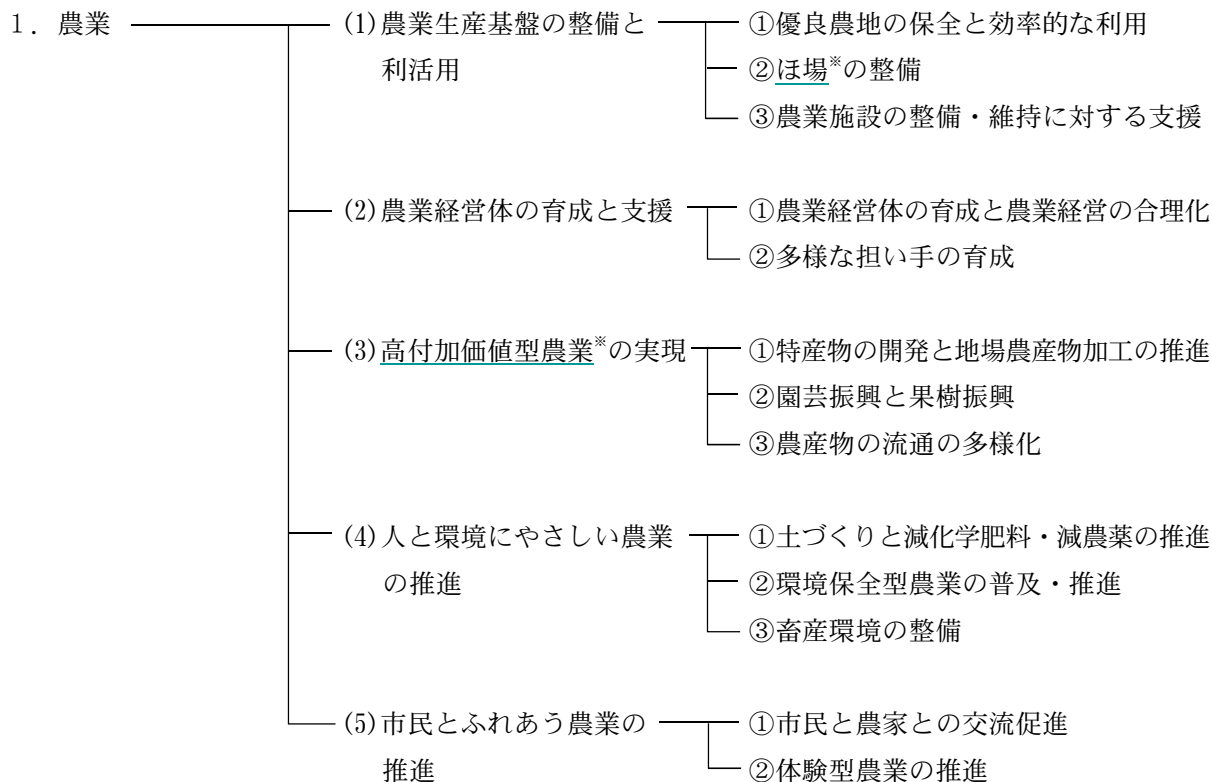 1. 農業
(1)農業生産基盤の整備と
利活用
①優良農地の保全と効率的な利用
②ほ場※の整備
③農業施設の整備・維持に対する支援
(2)農業経営体の育成と支援
①農業経営体の育成と農業経営の合理化
②多様な担い手の育成
(3)高付加価値型農業※の実現
①特産物の開発と地場農産物加工の推進
②園芸振興と果樹振興
③農産物の流通の多様化
(4)人と環境にやさしい農業
の推進
①土づくりと減化学肥料・減農薬の推進
②環境保全型農業の普及・推進
③畜産環境の整備
(5)市民とふれあう農業の
推進
①市民と農家との交流促進
②体験型農業の推進